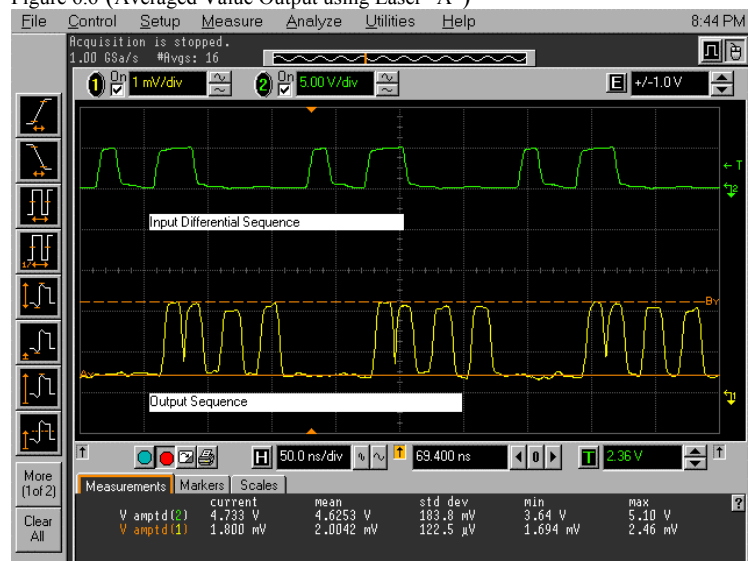 Figure 6.6 (Averaged Value Output using Laser "A")
File Control Setup Measure Analyze Utilities Help 8:44 PM
Acquisition is stopped.
1.00 GSa/s #Avgs: 16
1 On 1 mV/div 2 On 5.00 V/div E +/-1.0 V
T
2
Input Differential Sequence
By
Ay
Output Sequence
1
H 50.0 ns/div 69.400 ns 0 T 2.36 V
More
(1of 2)
Clear
All
Measurements Markers Scales ?
current mean std dev min max
V amptd(2) 4.733 V 4.6253 V 183.8 mV 3.64 V 5.10 V
V amptd(1) 1.800 mV 2.0042 mV 122.5 µV 1.694 mV 2.46 mV